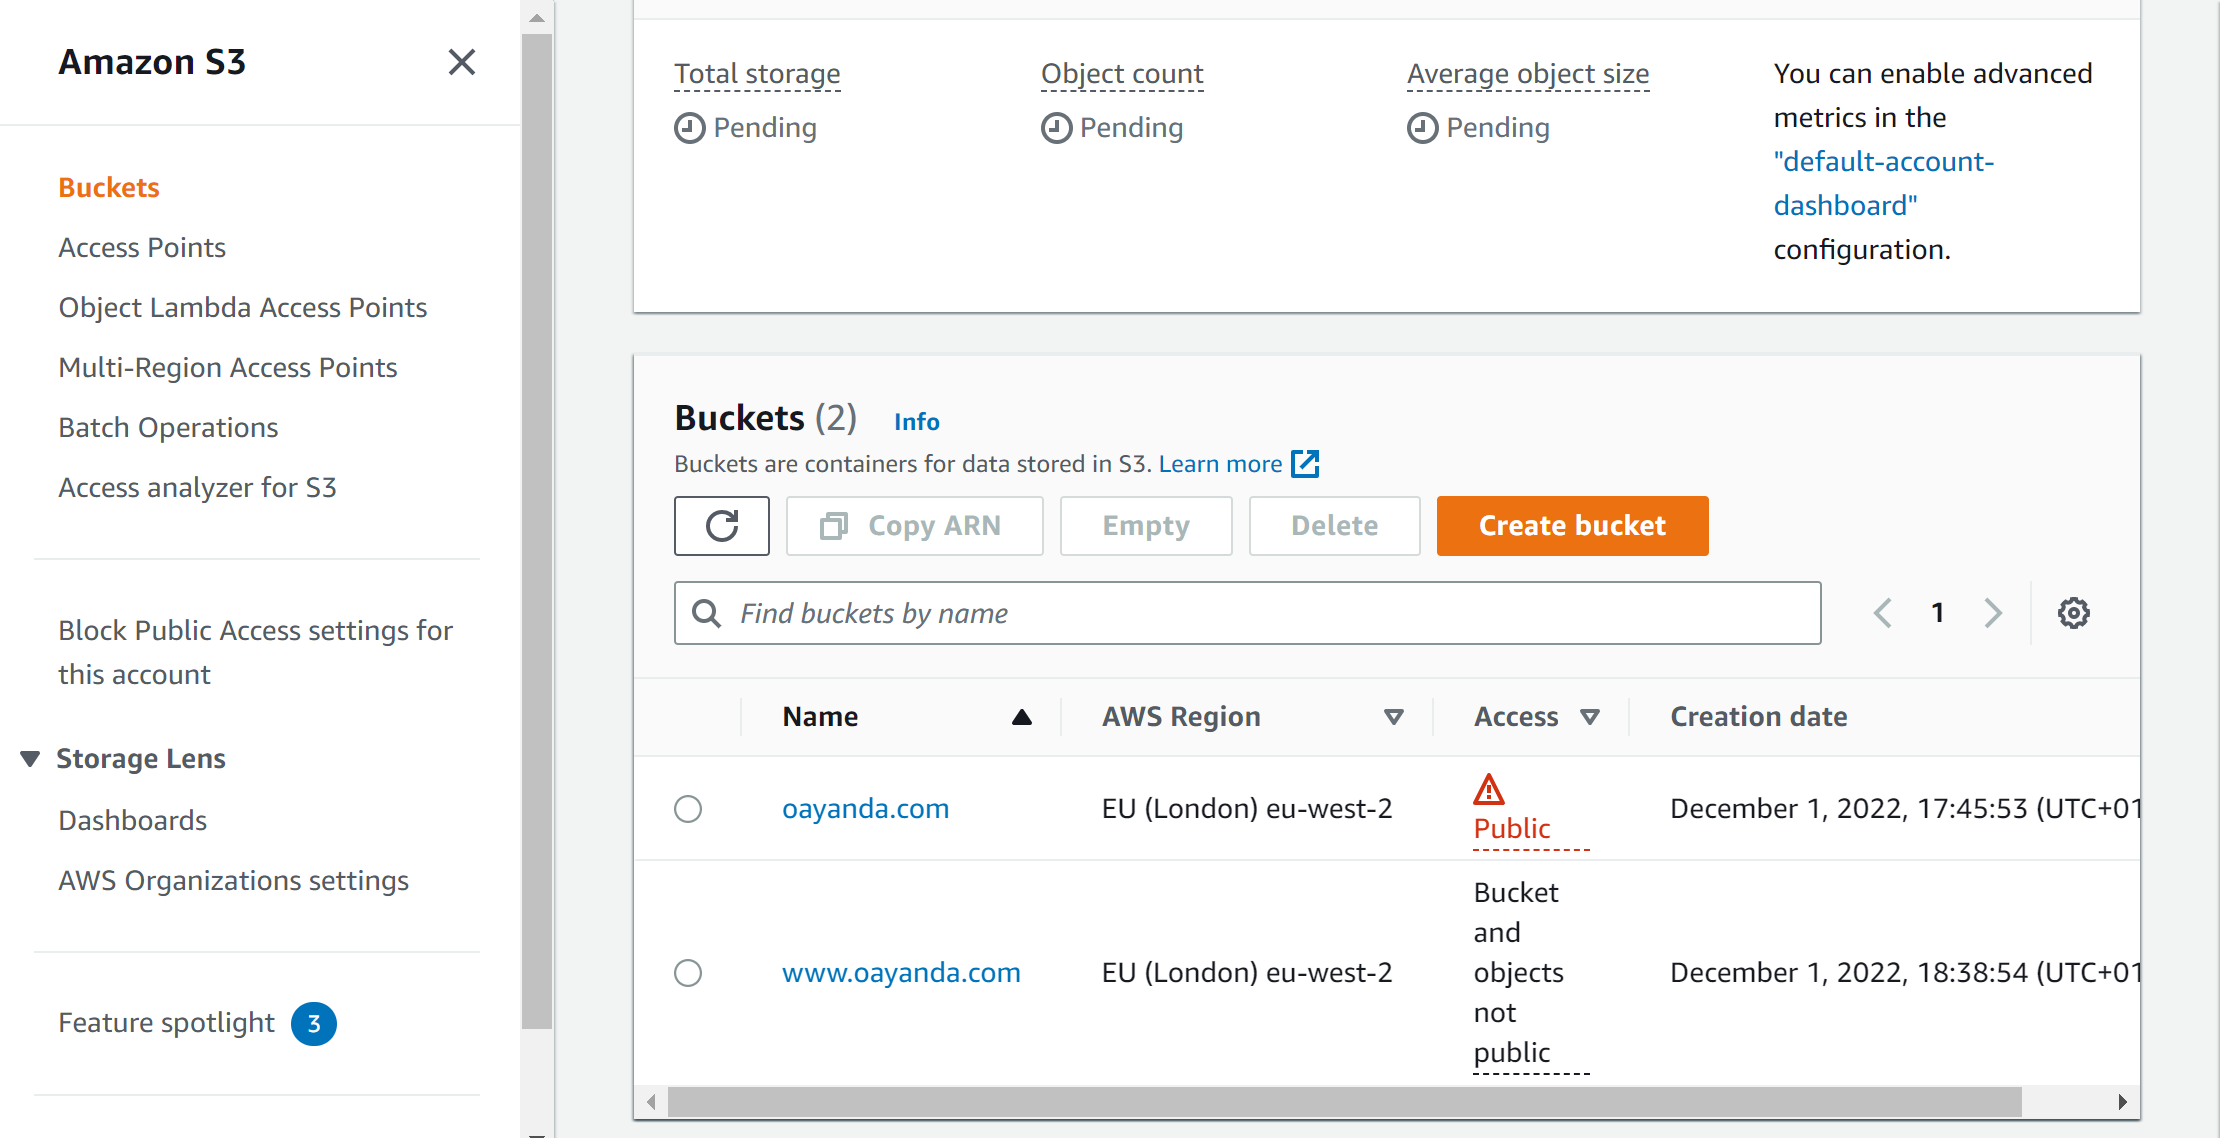 Amazon S3
Buckets
Access Points
Object Lambda Access Points
Multi-Region Access Points
Batch Operations
Access analyzer for S3
Block Public Access settings for
this account
Storage Lens
Dashboards
AWS Organizations settings
Feature spotlight 3
Total storage
Pending
Object count
Pending
Average object size
Pending
You can enable advanced
metrics in the
"default-account-
dashboard"
configuration.
Buckets (2) Info
Buckets are containers for data stored in S3. Learn more
Copy ARN Empty Delete Create bucket
Find buckets by name
1
Name AWS Region Access Creation date
oayanda.com EU (London) eu-west-2 Public December 1, 2022, 17:45:53 (UTC+01
www.oayanda.com EU (London) eu-west-2
Bucket
and
objects
not
public
December 1, 2022, 18:38:54 (UTC+01